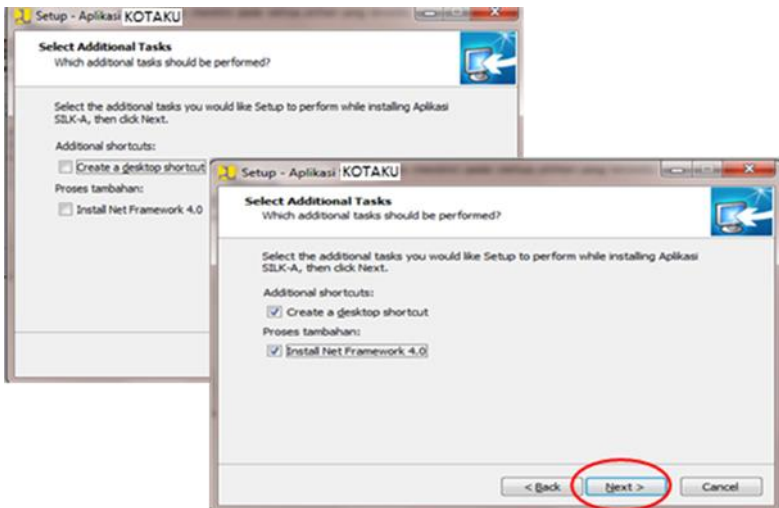 Setup - Aplikasi KOTAKU
Select Additional Tasks
Which additional tasks should be performed?
Select the additional tasks you would like Setup to perform while installing Aplikasi
SILK-A, then click Next.
Additional shortcuts:
Create a desktop shortcut
Proses tambahan:
Install Net Framework 4.0
Setup - Aplikasi KOTAKU
Select Additional Tasks
Which additional tasks should be performed?
Select the additional tasks you would like Setup to perform while installing Aplikasi
SILK-A, then click Next.
Additional shortcuts:
Create a desktop shortcut
Proses tambahan:
Install Net Framework 4.0
< Back Next > Cancel